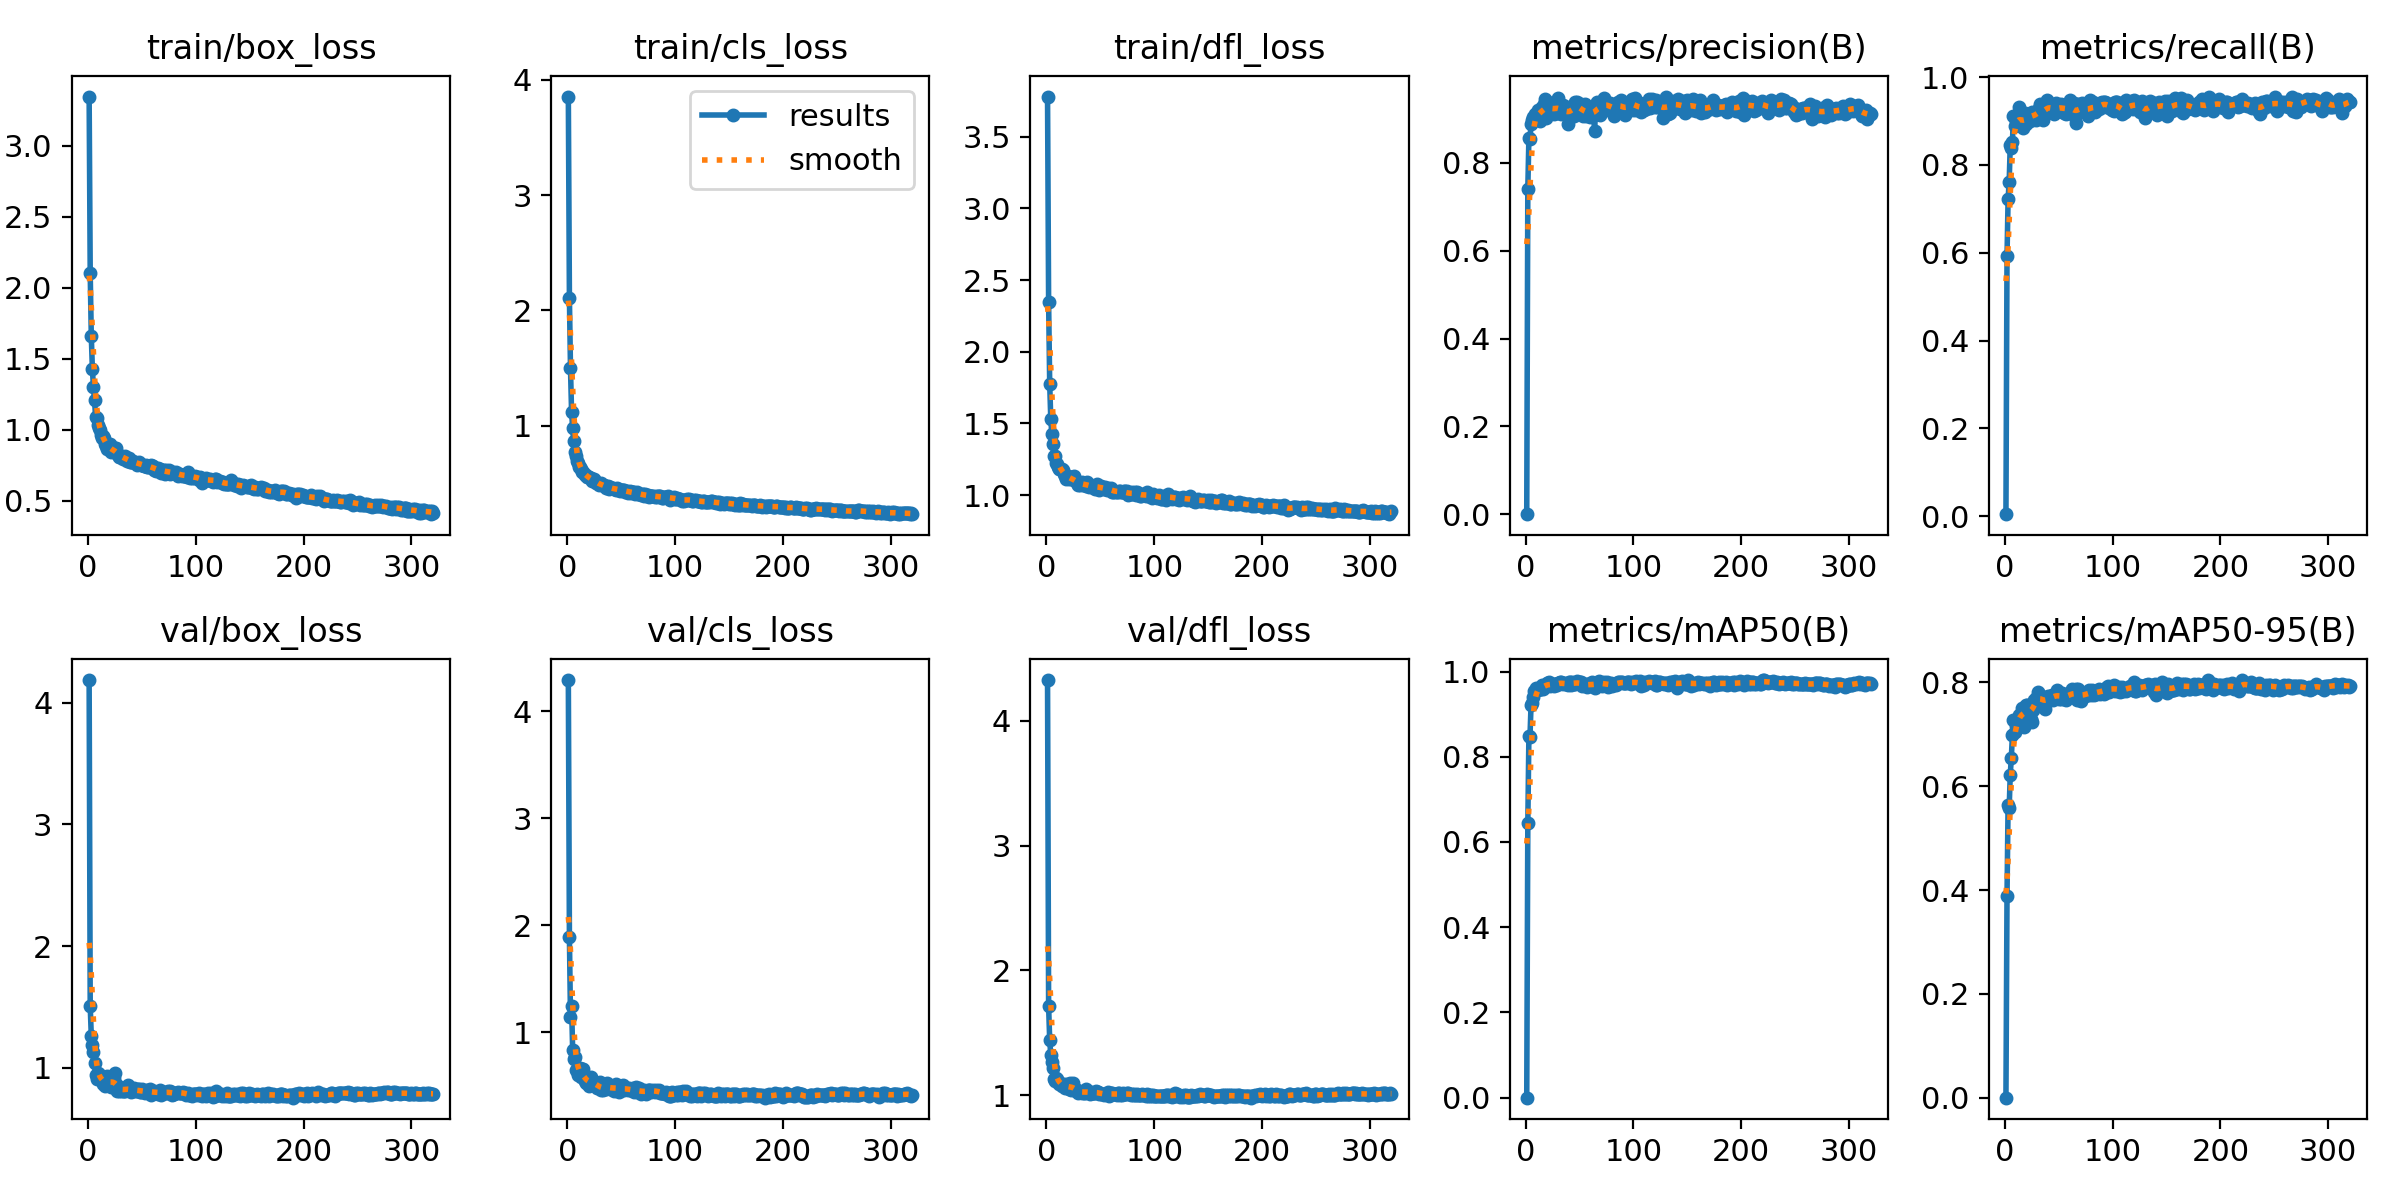 train/box_loss
3.0
2.5
2.0
1.5
1.0
0.5
0 100 200 300
train/cls_loss
results
smooth
4
3
2
1
0 100 200 300
train/dfl_loss
3.5
3.0
2.5
2.0
1.5
1.0
0 100 200 300
metrics/precision(B)
0.8
0.6
0.4
0.2
0.0
0 100 200 300
metrics/recall(B)
1.0
0.8
0.6
0.4
0.2
0.0
0 100 200 300
val/box_loss
4
3
2
1
0 100 200 300
val/cls_loss
4
3
2
1
0 100 200 300
val/dfl_loss
4
3
2
1
0 100 200 300
metrics/mAP50(B)
1.0
0.8
0.6
0.4
0.2
0.0
0 100 200 300
metrics/mAP50-95(B)
0.8
0.6
0.4
0.2
0.0
0 100 200 300